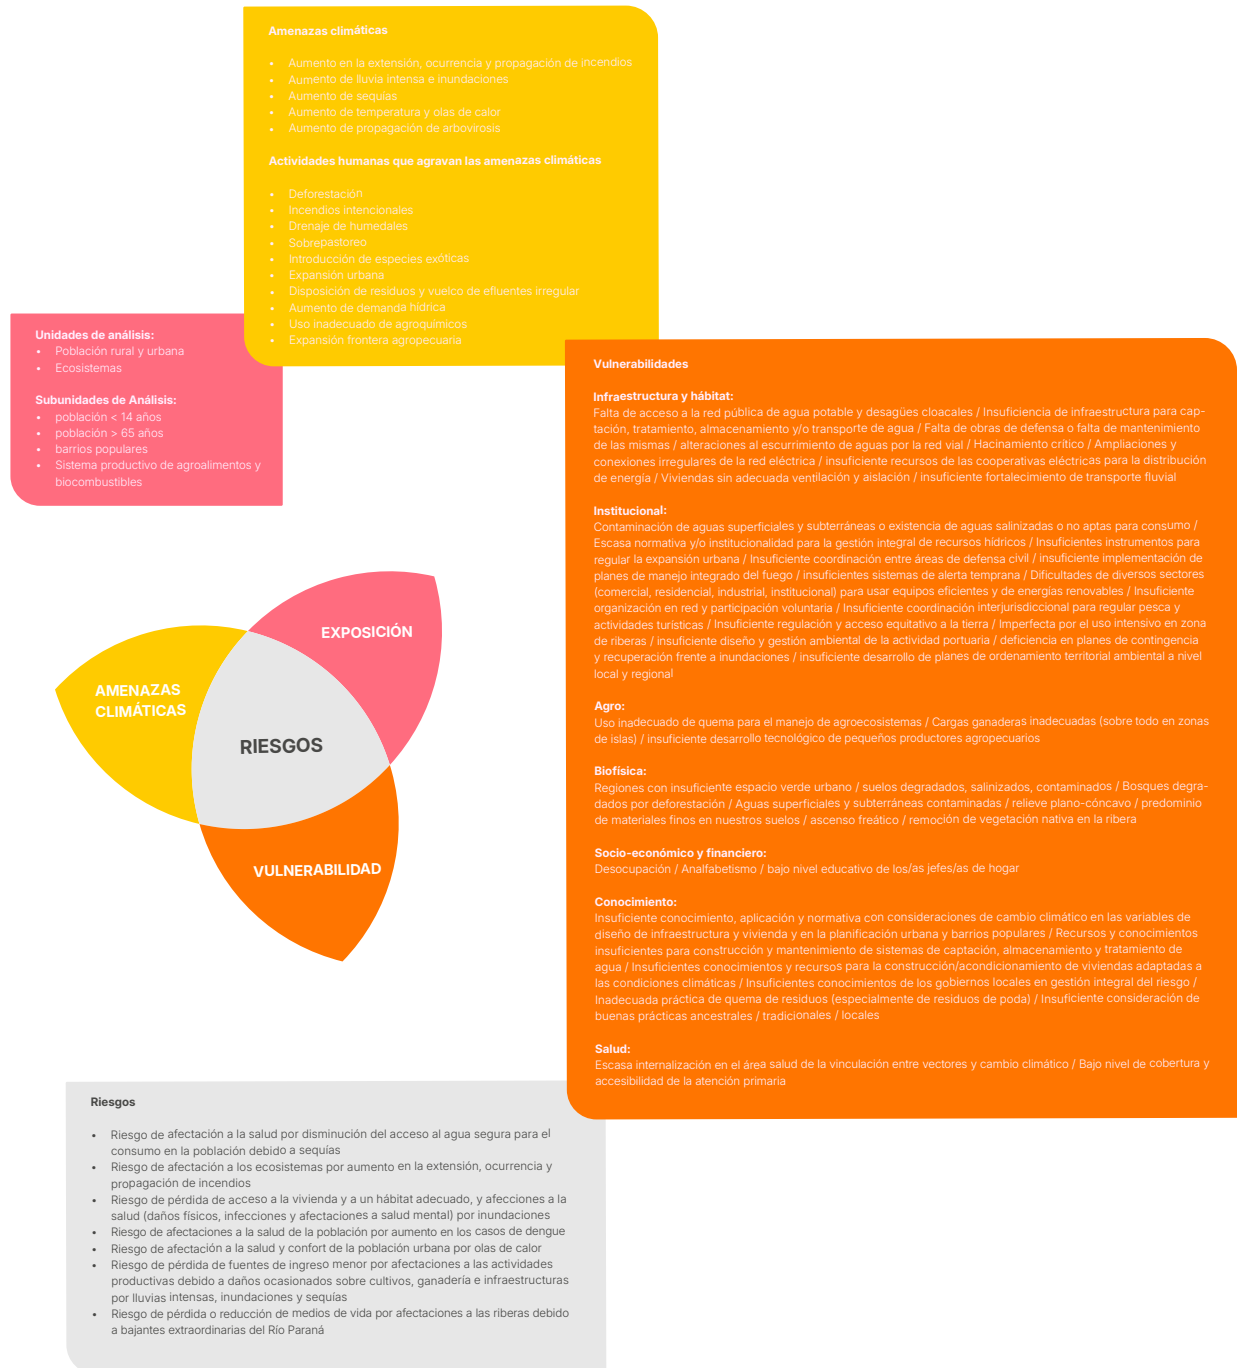 Amenazas climáticas
• Aumento en la extensión, ocurrencia y propagación de incendios
• Aumento de lluvia intensa e inundaciones
• Aumento de sequías
• Aumento de temperatura y olas de calor
• Aumento de propagación de arbovirosis
Actividades humanas que agravan las amenazas climáticas
• Deforestación
• Incendios intencionales
• Drenaje de humedales
• Sobrepastoreo
• Introducción de especies exóticas
• Expansión urbana
• Disposición de residuos y vuelco de efluentes irregular
• Aumento de demanda hídrica
• Uso inadecuado de agroquímicos
• Expansión frontera agropecuaria
Unidades de análisis:
• Población rural y urbana
• Ecosistemas
Subunidades de Análisis:
• población < 14 años
• población > 65 años
• barrios populares
• Sistema productivo de agroalimentos y
biocombustibles
Vulnerabilidades
Infraestructura y hábitat:
Falta de acceso a la red pública de agua potable y desagües cloacales / Insuficiencia de infraestructura para cap-
tación, tratamiento, almacenamiento y/o transporte de agua / Falta de obras de defensa o falta de mantenimiento
de las mismas / alteraciones al escurrimiento de aguas por la red vial / Hacinamiento crítico / Ampliaciones y
conexiones irregulares de la red eléctrica / insuficiente recursos de las cooperativas eléctricas para la distribución
de energía / Viviendas sin adecuada ventilación y aislación / insuficiente fortalecimiento de transporte fluvial
Institucional:
Contaminación de aguas superficiales y subterráneas o existencia de aguas salinizadas o no aptas para consumo /
Escasa normativa y/o institucionalidad para la gestión integral de recursos hídricos / Insuficientes instrumentos para
regular la expansión urbana / Insuficiente coordinación entre áreas de defensa civil / insuficiente implementación de
planes de manejo integrado del fuego / insuficientes sistemas de alerta temprana / Dificultades de diversos sectores
(comercial, residencial, industrial, institucional) para usar equipos eficientes y de energías renovables / Insuficiente
organización en red y participación voluntaria / Insuficiente coordinación interjurisdiccional para regular pesca y
actividades turísticas / Insuficiente regulación y acceso equitativo a la tierra / Imperfecta por el uso intensivo en zona
de riberas / insuficiente diseño y gestión ambiental de la actividad portuaria / deficiencia en planes de contingencia
y recuperación frente a inundaciones / insuficiente desarrollo de planes de ordenamiento territorial ambiental a nivel
local y regional
Agro:
Uso inadecuado de quema para el manejo de agroecosistemas / Cargas ganaderas inadecuadas (sobre todo en zonas
de islas) / insuficiente desarrollo tecnológico de pequeños productores agropecuarios
Biofísica:
Regiones con insuficiente espacio verde urbano / suelos degradados, salinizados, contaminados / Bosques degra-
dados por deforestación / Aguas superficiales y subterráneas contaminadas / relieve plano-cóncavo / predominio
de materiales finos en nuestros suelos / ascenso freático / remoción de vegetación nativa en la ribera
Socio-económico y financiero:
Desocupación / Analfabetismo / bajo nivel educativo de los/as jefes/as de hogar
Conocimiento:
Insuficiente conocimiento, aplicación y normativa con consideraciones de cambio climático en las variables de
diseño de infraestructura y vivienda y en la planificación urbana y barrios populares / Recursos y conocimientos
insuficientes para construcción y mantenimiento de sistemas de captación, almacenamiento y tratamiento de
agua / Insuficientes conocimientos y recursos para la construcción/acondicionamiento de viviendas adaptadas a
las condiciones climáticas / Insuficientes conocimientos de los gobiernos locales en gestión integral del riesgo /
Inadecuada práctica de quema de residuos (especialmente de residuos de poda) / Insuficiente consideración de
buenas prácticas ancestrales / tradicionales / locales
Salud:
Escasa internalización en el área salud de la vinculación entre vectores y cambio climático / Bajo nivel de cobertura y
accesibilidad de la atención primaria
EXPOSICIÓN
AMENAZAS
CLIMÁTICAS
RIESGOS
VULNERABILIDAD
Riesgos
• Riesgo de afectación a la salud por disminución del acceso al agua segura para el
consumo en la población debido a sequías
• Riesgo de afectación a los ecosistemas por aumento en la extensión, ocurrencia y
propagación de incendios
• Riesgo de pérdida de acceso a la vivienda y a un hábitat adecuado, y afecciones a la
salud (daños físicos, infecciones y afectaciones a salud mental) por inundaciones
• Riesgo de afectaciones a la salud de la población por aumento en los casos de dengue
• Riesgo de afectación a la salud y confort de la población urbana por olas de calor
• Riesgo de pérdida de fuentes de ingreso menor por afectaciones a las actividades
productivas debido a daños ocasionados sobre cultivos, ganadería e infraestructuras
por lluvias intensas, inundaciones y sequías
• Riesgo de pérdida o reducción de medios de vida por afectaciones a las riberas debido
a bajantes extraordinarias del Río Paraná